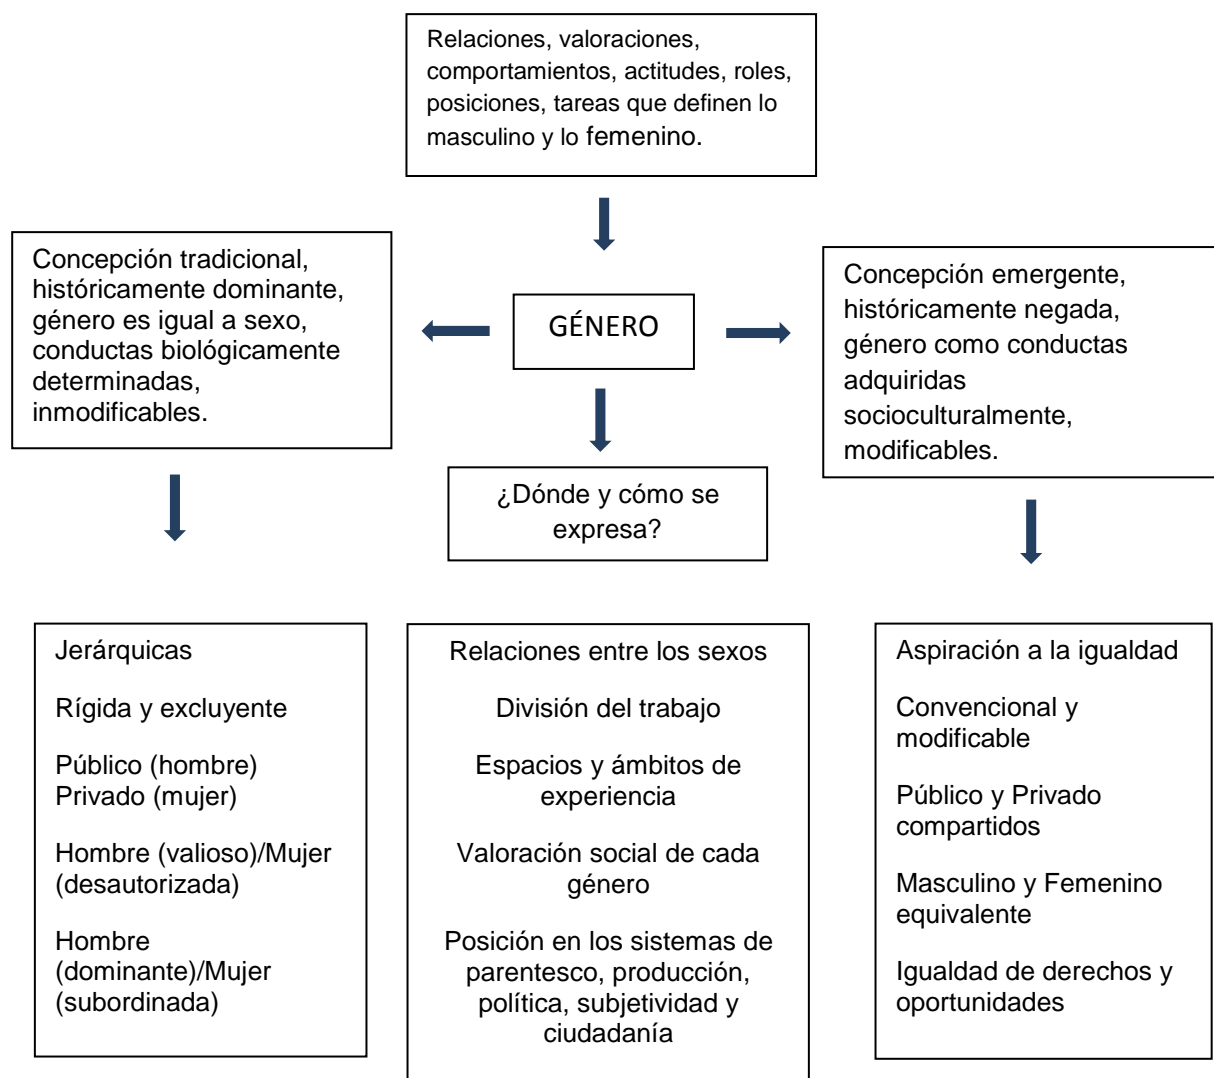 Relaciones, valoraciones,
comportamientos, actitudes, roles,
posiciones, tareas que definen lo
masculino y lo femenino.
Concepción tradicional,
históricamente dominante,
género es igual a sexo,
conductas biológicamente
determinadas,
inmodificables.
GÉNERO
Concepción emergente,
históricamente negada,
género como conductas
adquiridas
socioculturalmente,
modificables.
¿Dónde y cómo se
expresa?
Jerárquicas
Rígida y excluyente
Público (hombre)
Privado (mujer)
Hombre (valioso)/Mujer
(desautorizada)
Hombre
(dominante)/Mujer
(subordinada)
Relaciones entre los sexos
División del trabajo
Espacios y ámbitos de
experiencia
Valoración social de cada
género
Posición en los sistemas de
parentesco, producción,
política, subjetividad y
ciudadanía
Aspiración a la igualdad
Convencional y
modificable
Público y Privado
compartidos
Masculino y Femenino
equivalente
Igualdad de derechos y
oportunidades